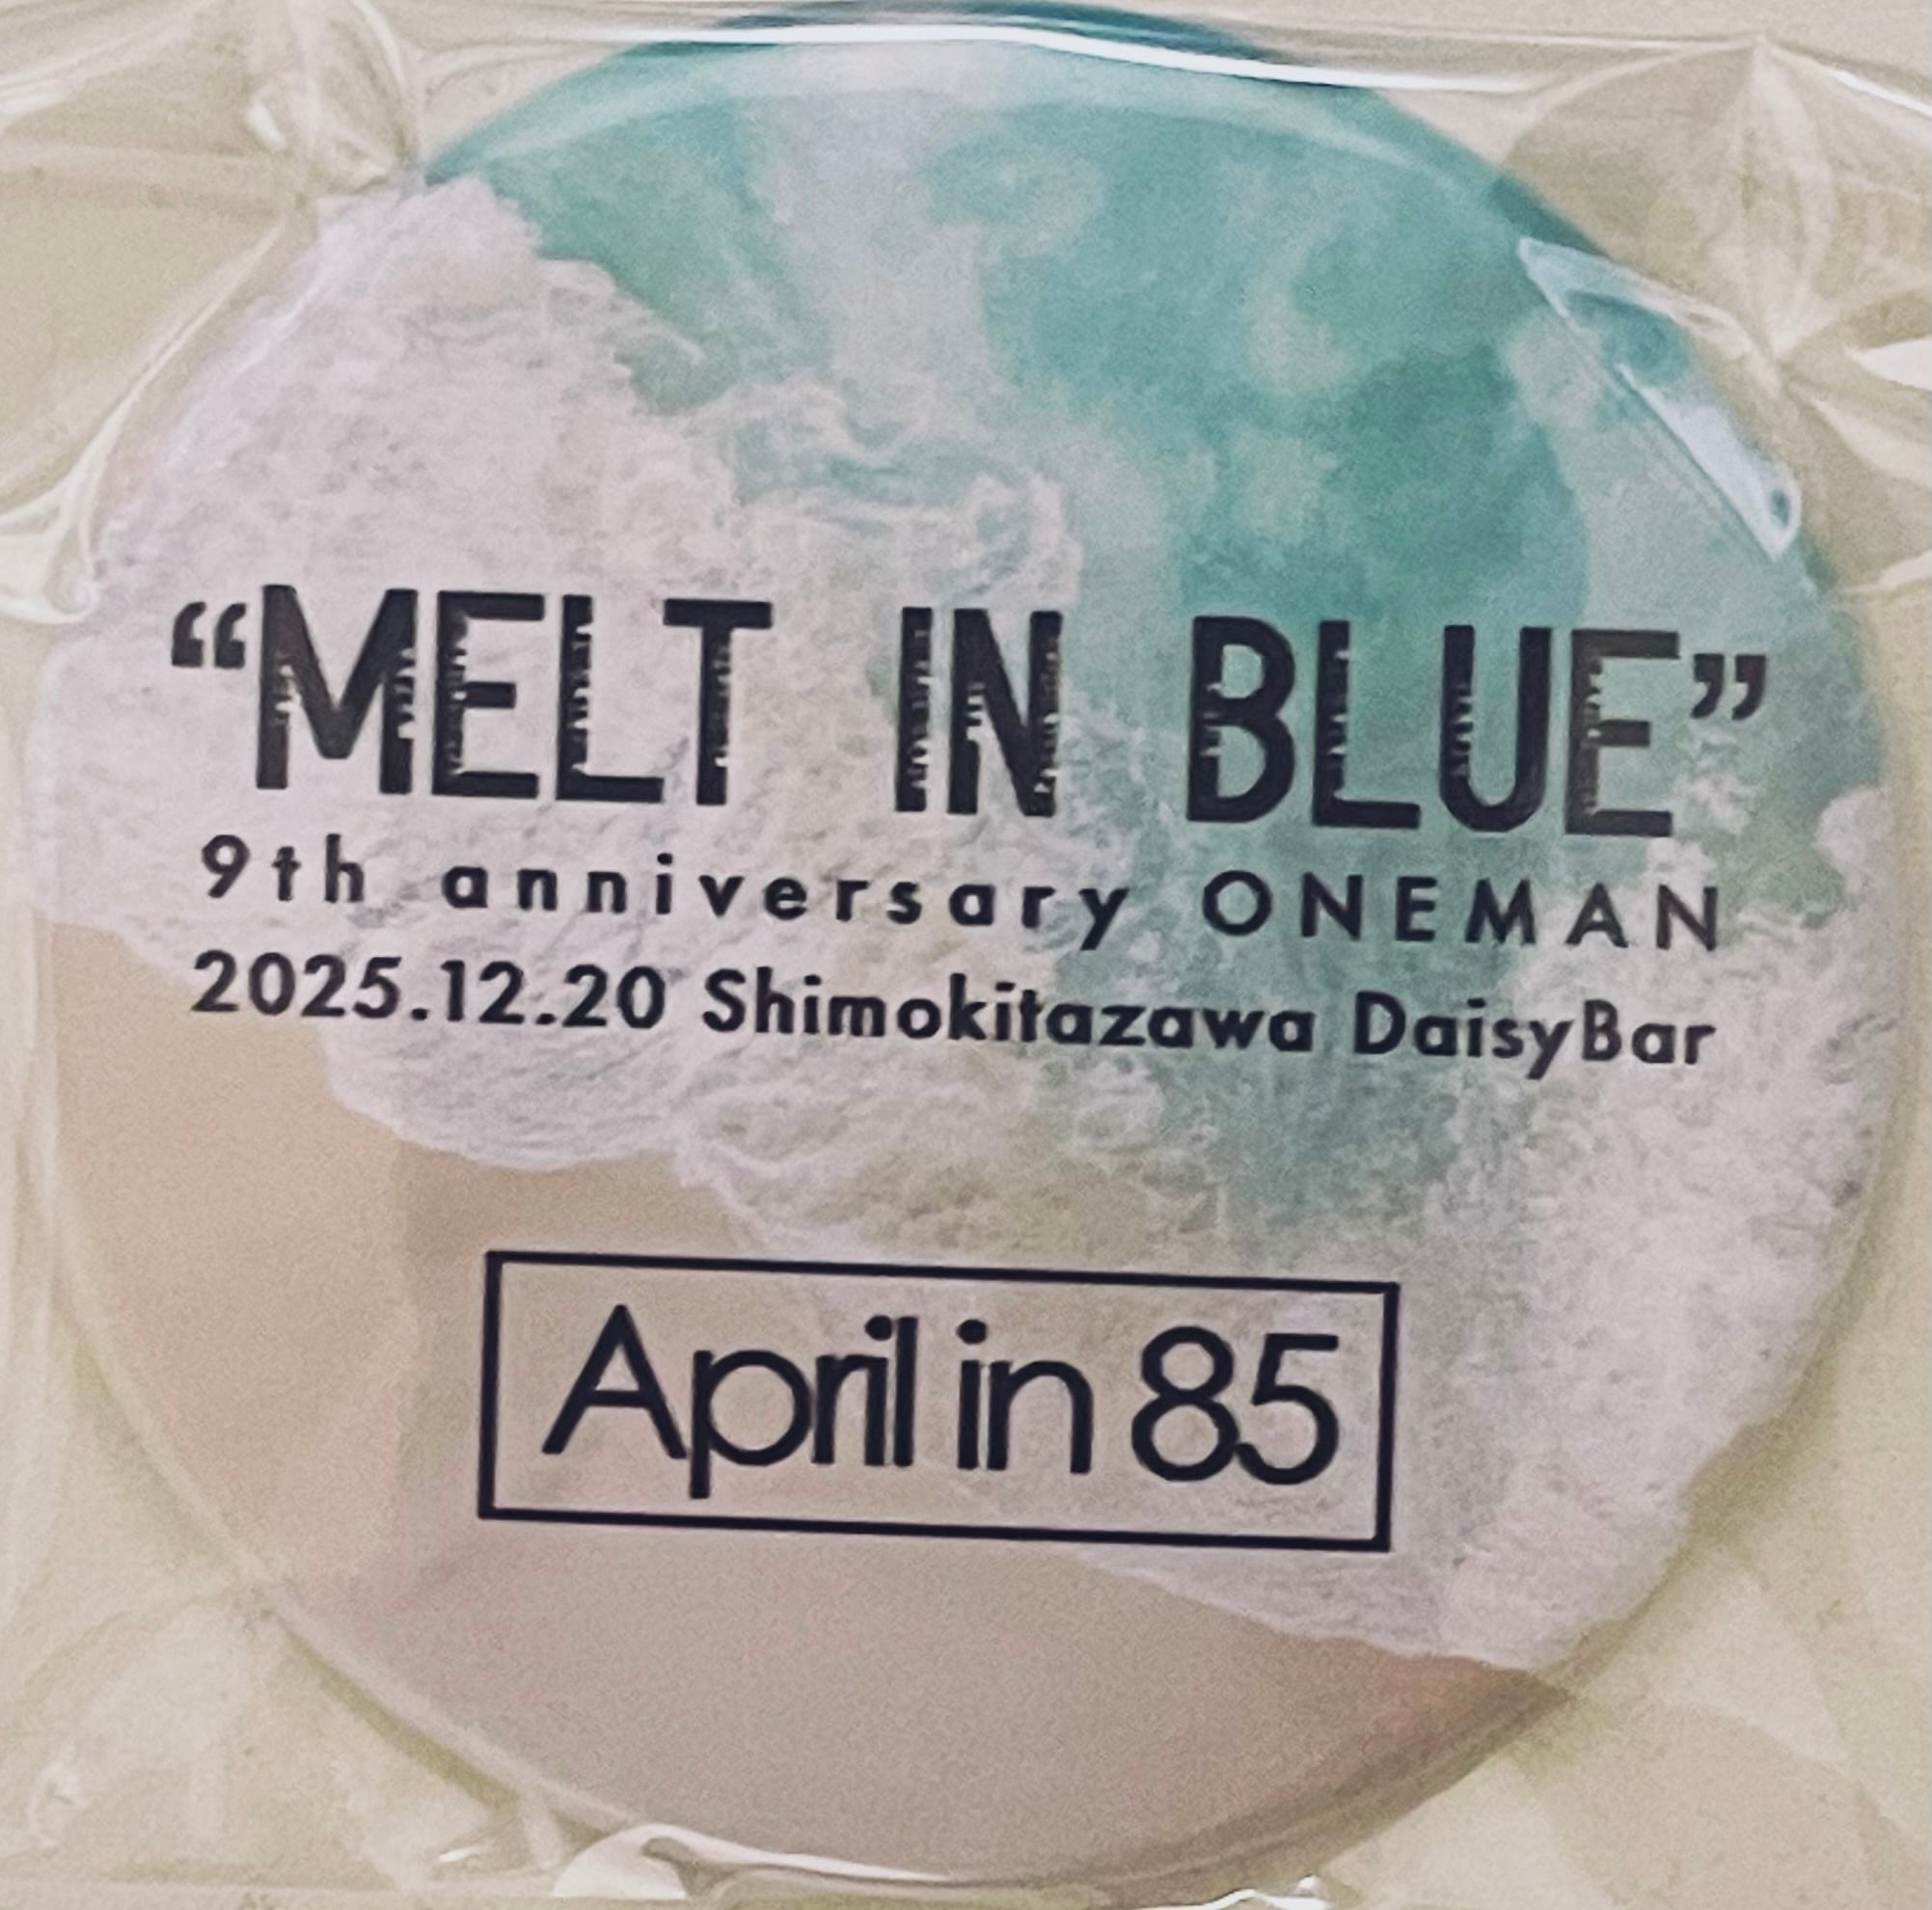 “MELT IN BLUE”
9th anniversary ONEMAN
2025.12.20 Shimokitazawa DaisyBar
April in 85